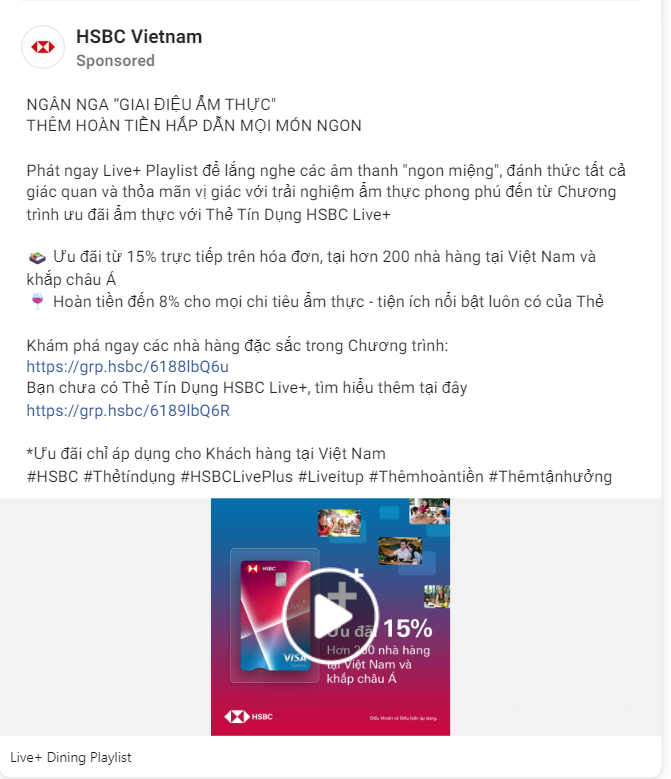 HSBC Vietnam
Sponsored
NGÂN NGA “GIAI ĐIỆU ẨM THỰC"
THÊM HOÀN TIỀN HẤP DẪN MỌI MÓN NGON
Phát ngay Live+ Playlist để lắng nghe các âm thanh "ngon miệng", đánh thức tất cả
giác quan và thỏa mãn vị giác với trải nghiệm ẩm thực phong phú đến từ Chương
trình ưu đãi ẩm thực với Thẻ Tín Dụng HSBC Live+
Ưu đãi từ 15% trực tiếp trên hóa đơn, tại hơn 200 nhà hàng tại Việt Nam và
khắp châu Á
Hoàn tiền đến 8% cho mọi chi tiêu ẩm thực - tiện ích nổi bật luôn có của Thẻ
Khám phá ngay các nhà hàng đặc sắc trong Chương trình:
https://grp.hsbc/6188lbQ6u
Bạn chưa có Thẻ Tín Dụng HSBC Live+, tìm hiểu thêm tại đây
https://grp.hsbc/6189lbQ6R
*Ưu đãi chỉ áp dụng cho Khách hàng tại Việt Nam
#HSBC #Thẻtíndụng #HSBCLivePlus #Liveitup #Thêmhoàntiền #Thêmtậnhưởng
HSBC
Live+
VISA
Ưu đãi 15%
Hơn 200 nhà hàng
tại Việt Nam và
khắp châu Á
HSBC
Điều khoản và Điều kiện áp dụng.
Live+ Dining Playlist